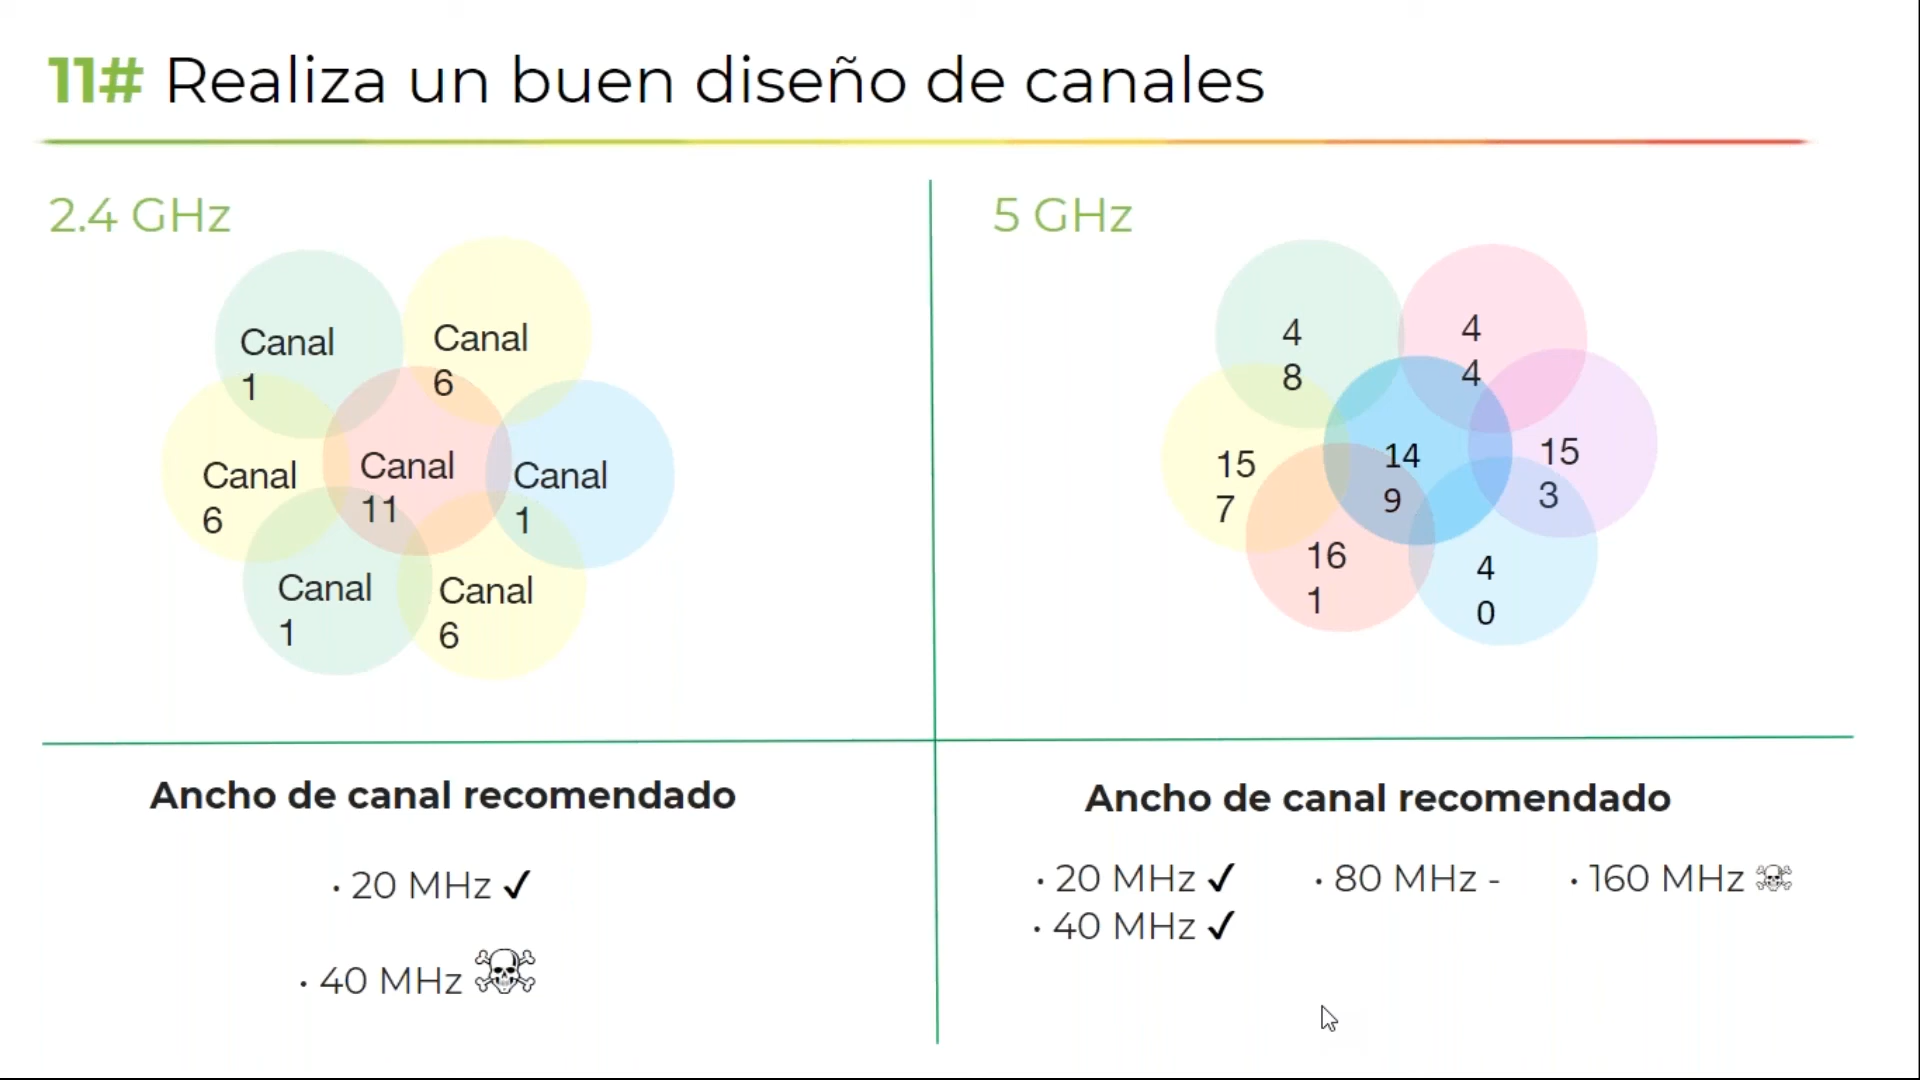 11# Realiza un buen diseño de canales
2.4 GHz
Canal
1
Canal
6
Canal
6
Canal
11
Canal
1
Canal
1
Canal
6
5 GHz
4
8
4
4
15
7
14
9
15
3
16
1
4
0
Ancho de canal recomendado
• 20 MHz ✓
• 40 MHz ☠
Ancho de canal recomendado
• 20 MHz ✓
• 40 MHz ✓
• 80 MHz -
• 160 MHz ☠